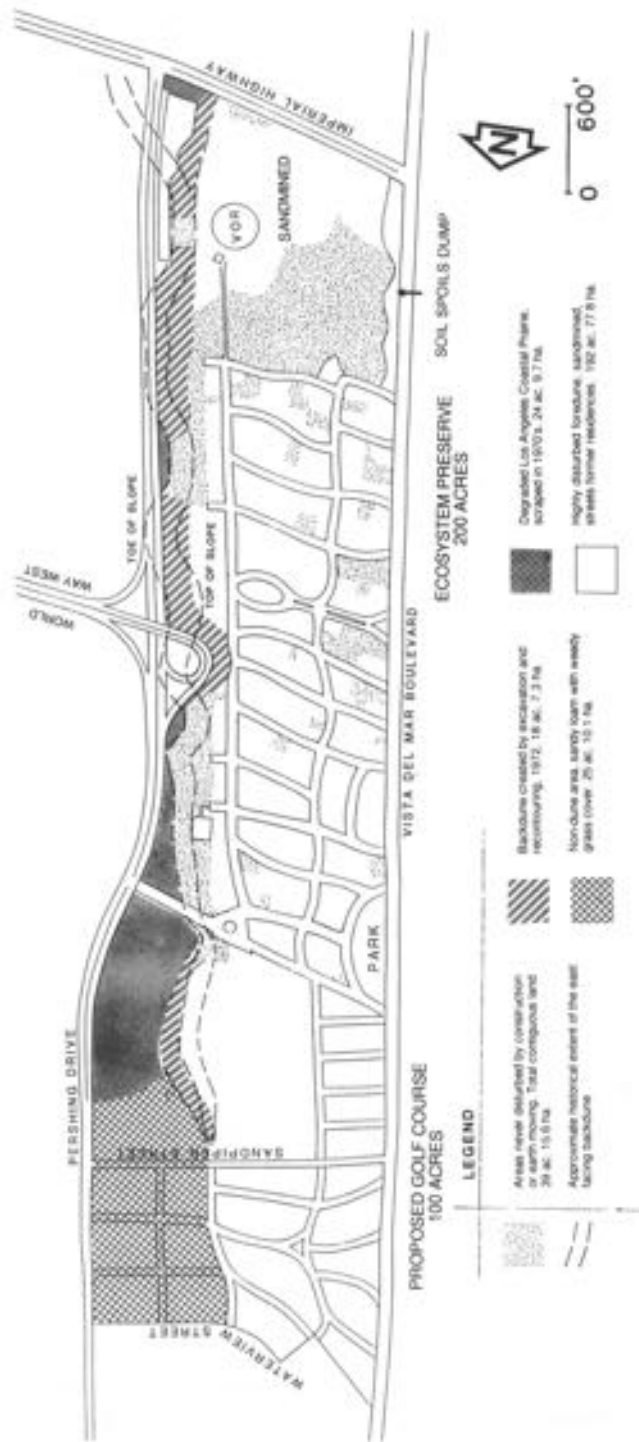 PERSHING DRIVE
WORLD
WAY WEST
TOE OF SLOPE
TOP OF SLOPE
IMPERIAL HIGHWAY
VOR
SANDMINED
WATERVIEW
STREET
SANDPIPER STREET
PARK
VISTA DEL MAR BOULEVARD
SOIL SPOILS DUMP
PROPOSED GOLF COURSE
100 ACRES
ECOSYSTEM PRESERVE
200 ACRES
N
0 600'
LEGEND
Areas never disturbed by construction
or earth moving. Total contiguous land
39 ac. 15.8 ha.
Approximate historical extent of the east
facing backdune
Backdune created by excavation and
recontouring, 1972. 18 ac. 7.3 ha.
Non-dune area, sandy loam with weedy
grass cover. 25 ac. 10.1 ha.
Degraded Los Angeles Coastal Prairie,
scraped in 1970's. 24 ac. 9.7 ha.
Highly disturbed foredune, sandmined,
streets former residences. 192 ac. 77.8 ha.